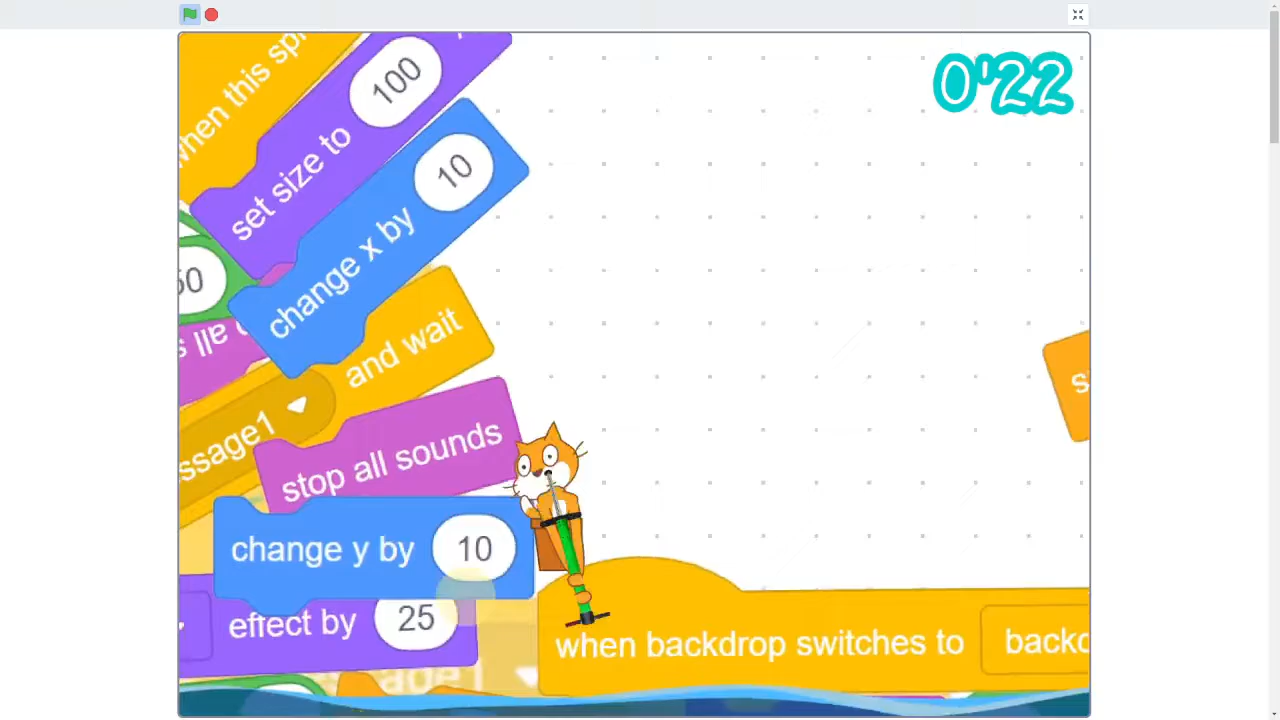 0'22
when this
set size to 100
change x by 10
50
all s
and wait
ssage1
stop all sounds
change y by 10
effect by 25
when backdrop switches to backd
s